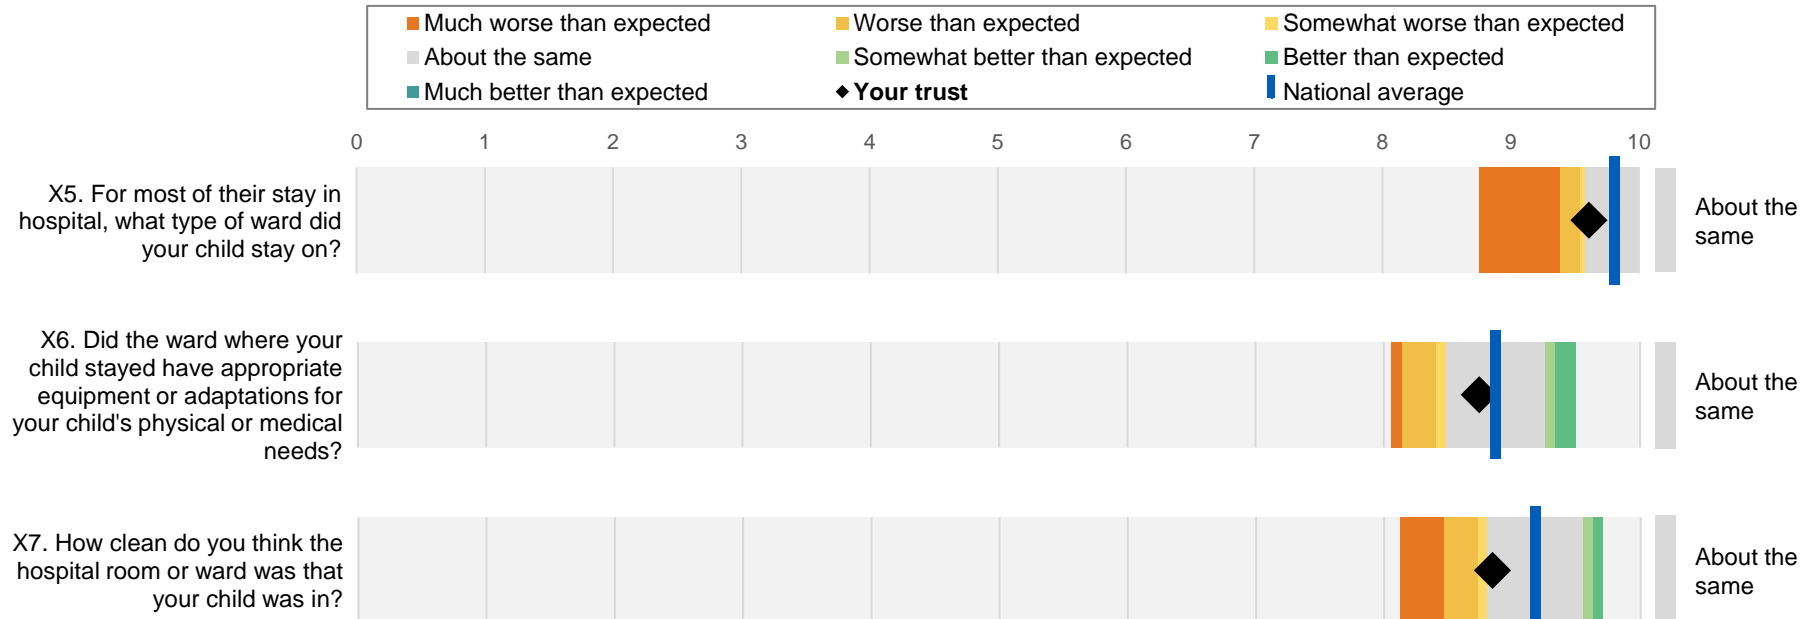 Much worse than expected
Worse than expected
Somewhat worse than expected
About the same
Somewhat better than expected
Better than expected
Much better than expected
Your trust
National average
0 1 2 3 4 5 6 7 8 9 10
X5. For most of their stay in
hospital, what type of ward did
your child stay on?
About the
same
X6. Did the ward where your
child stayed have appropriate
equipment or adaptations for
your child's physical or medical
needs?
About the
same
X7. How clean do you think the
hospital room or ward was that
your child was in?
About the
same